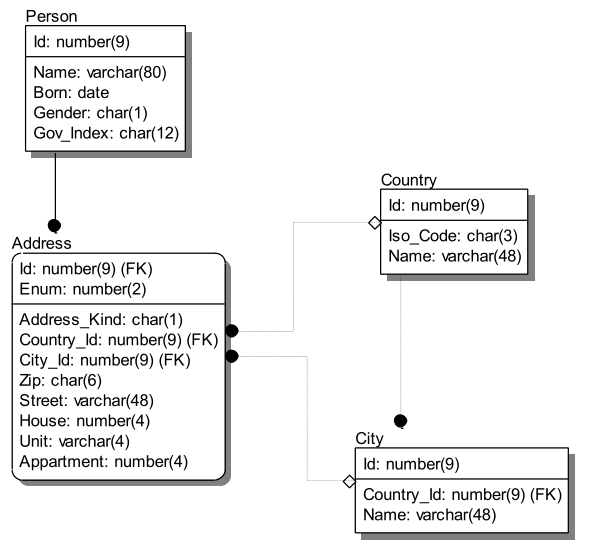 Person
Id: number(9)
Name: varchar(80)
Born: date
Gender: char(1)
Gov_Index: char(12)
Country
Id: number(9)
Iso_Code: char(3)
Name: varchar(48)
Address
Id: number(9) (FK)
Enum: number(2)
Address_Kind: char(1)
Country_Id: number(9) (FK)
City_Id: number(9) (FK)
Zip: char(6)
Street: varchar(48)
House: number(4)
Unit: varchar(4)
Appartment: number(4)
City
Id: number(9)
Country_Id: number(9) (FK)
Name: varchar(48)